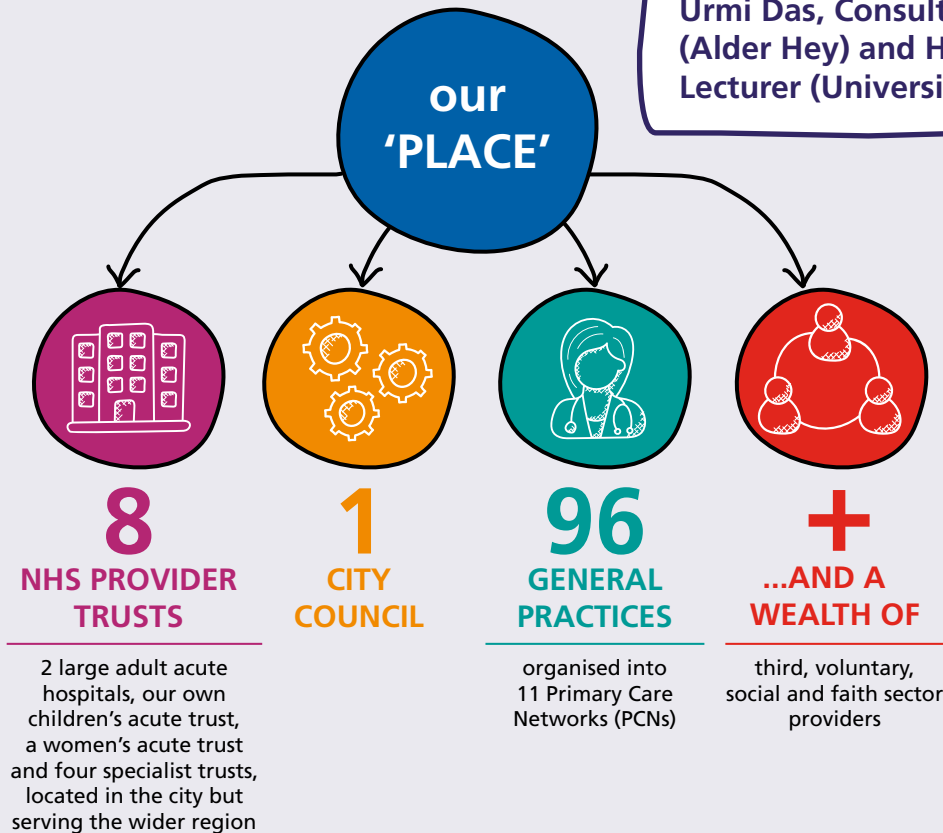 Urmi Das,
(Alder Hey) and
Lecturer
our
‘PLACE’
8
NHS PROVIDER
TRUSTS
2 large adult acute
hospitals, our own
children’s acute trust,
a women’s acute trust
and four specialist trusts,
located in the city but
serving the wider region
1
CITY
COUNCIL
96
GENERAL
PRACTICES
organised into
11 Primary Care
Networks (PCNs)
+
...AND A
WEALTH OF
third, voluntary,
social and faith sector
providers